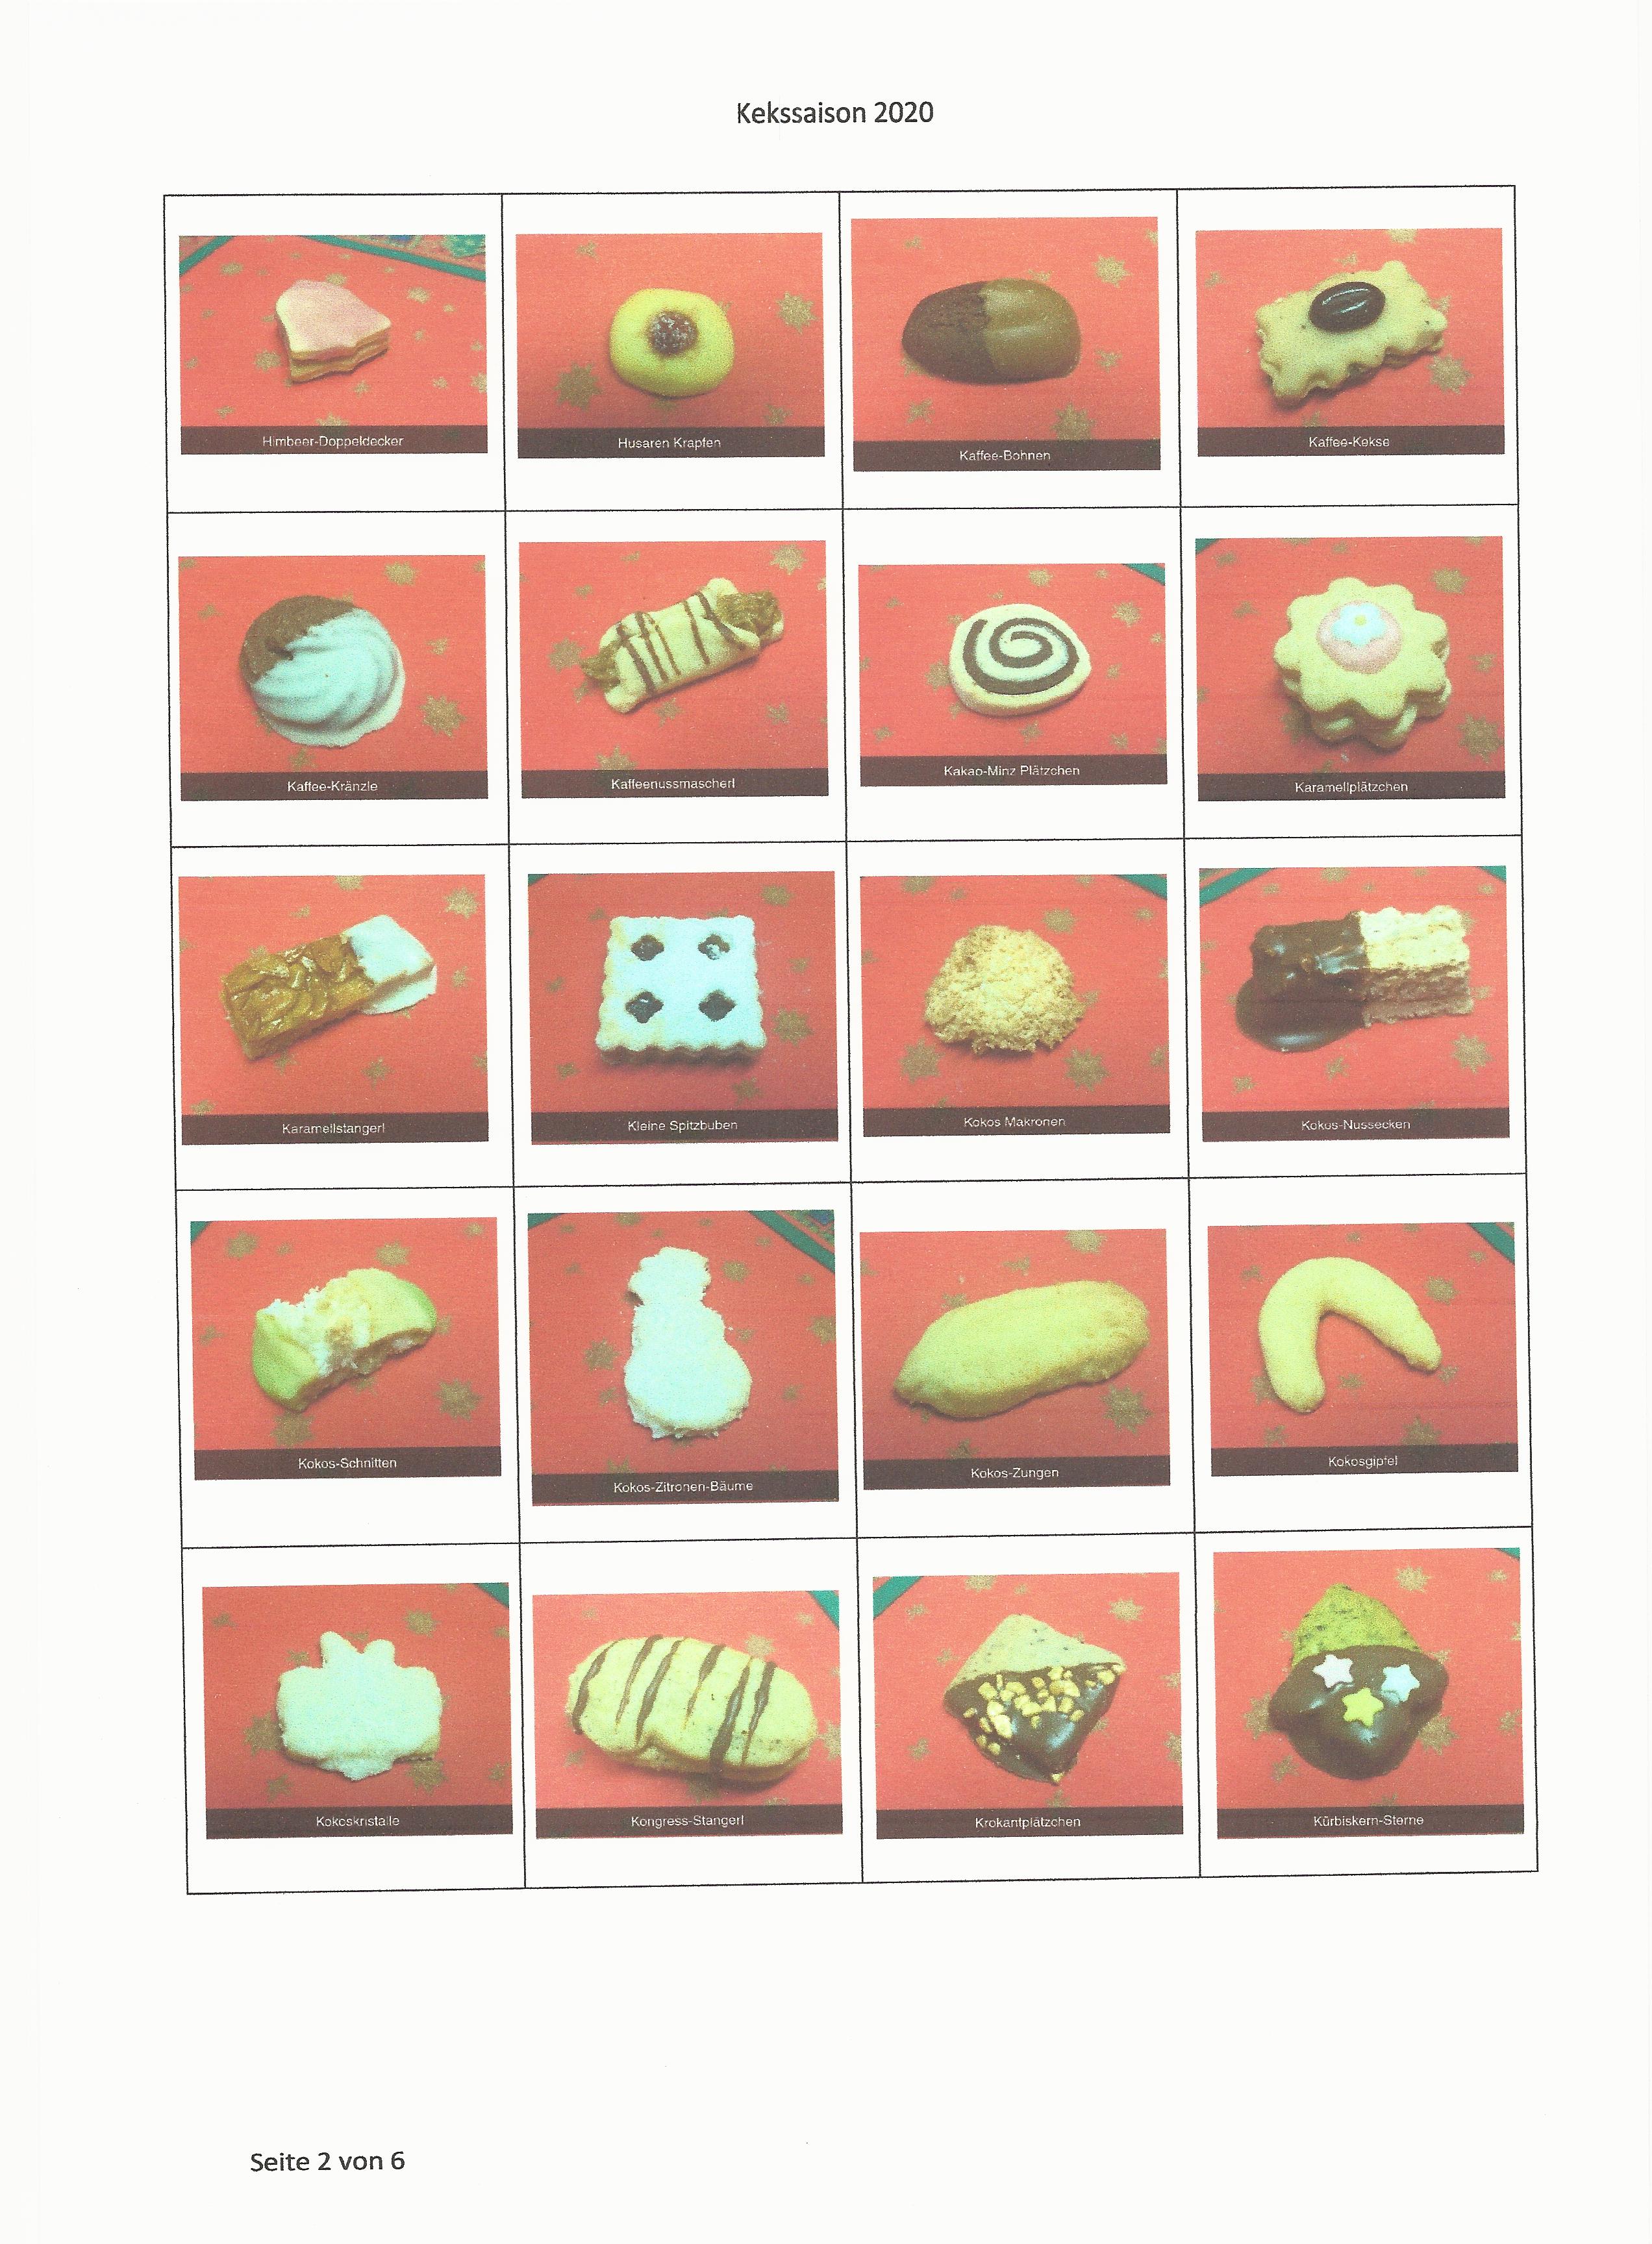 Kekssaison 2020
Himbeer-Doppeldecker
Husaren Krapfen
Kaffee-Bohnen
Kaffee-Kekse
Kaffee-Kränzle
Kaffeenussmascherl
Kakao-Minz Plätzchen
Karamellplätzchen
Karamellstangerl
Kleine Spitzbuben
Kokos Makronen
Kokos-Nussecken
Kokos-Schnitten
Kokos-Zitronen-Bäume
Kokos-Zungen
Kokosgipfel
Kokoskristalle
Kongress-Stangerl
Krokantplätzchen
Kürbiskern-Sterne
Seite 2 von 6